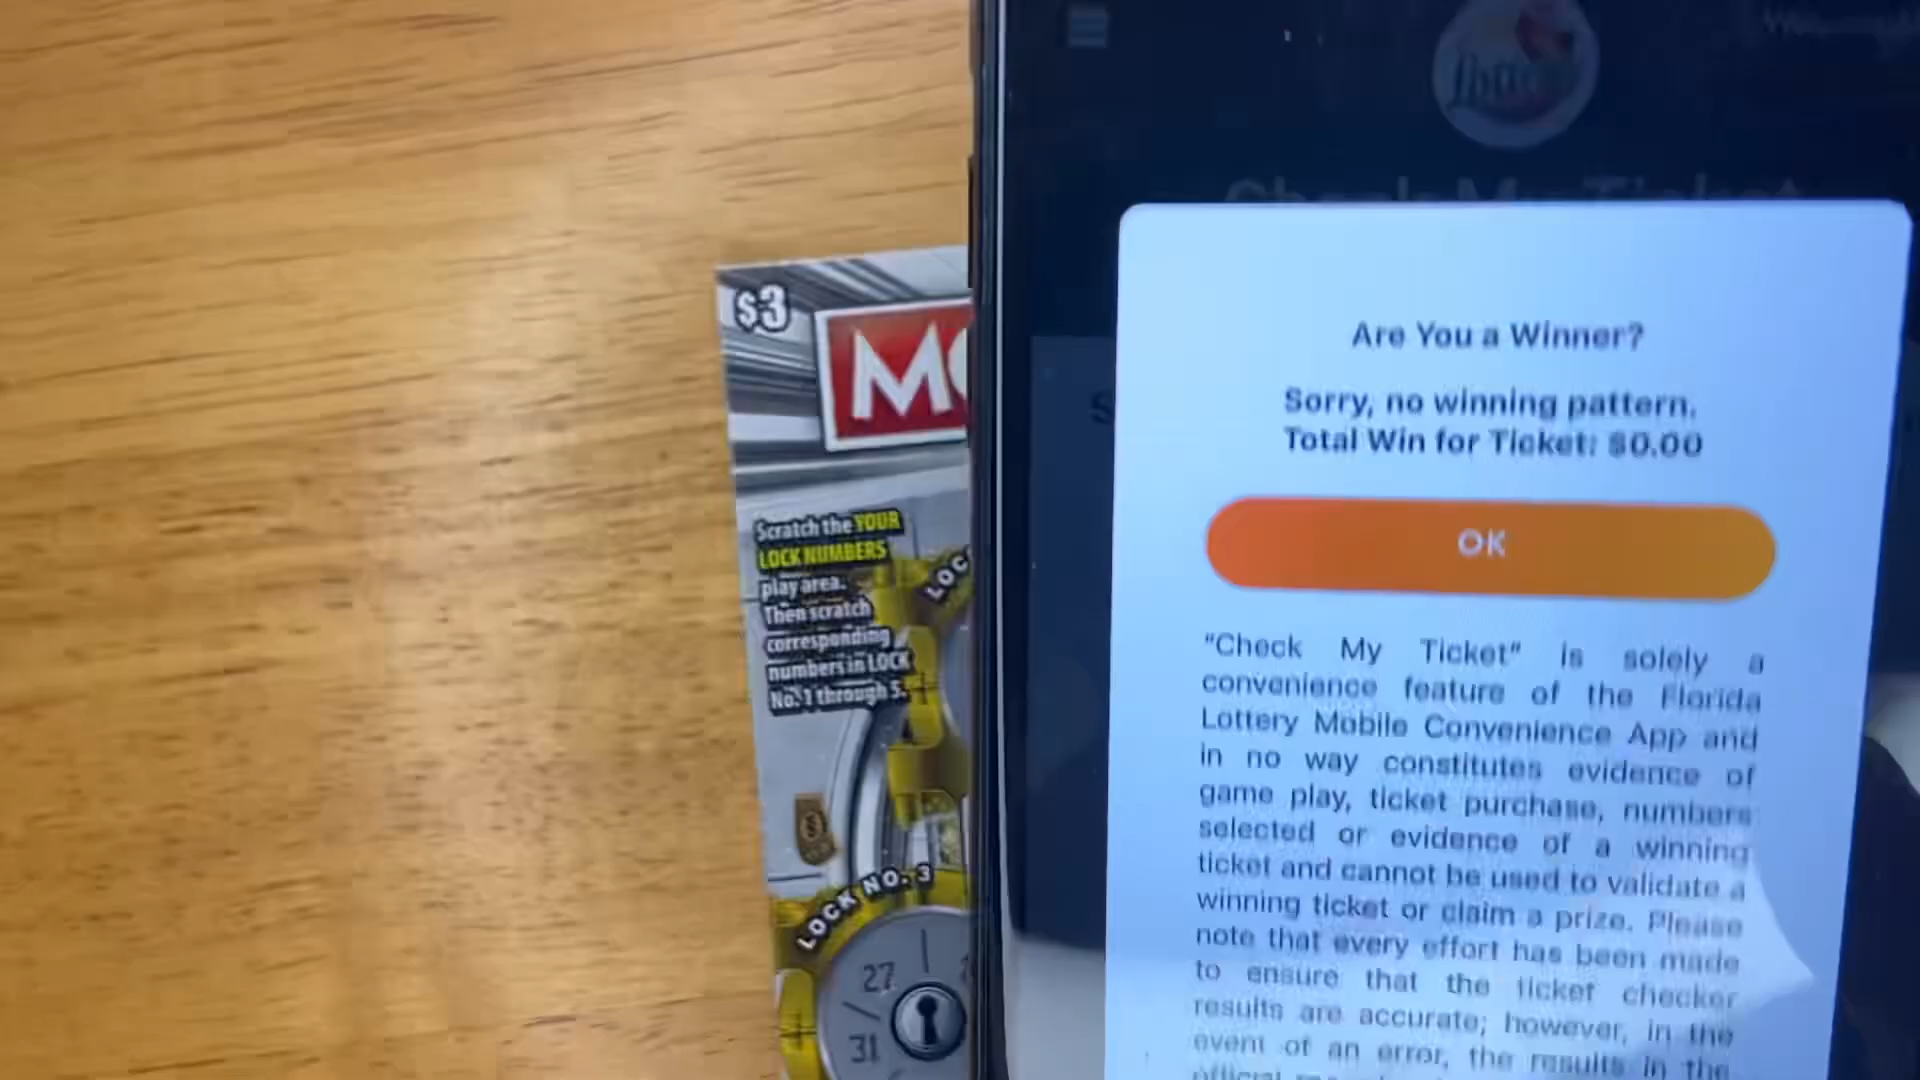 $3
Scratch the YOUR
LOCK NUMBERS
play area.
Then scratch
corresponding
numbers in LOCK
No. 1 through 5.
LOCK NO. 3
27
31
Check My Ticket
Are You a Winner?
Sorry, no winning pattern.
Total Win for Ticket: $0.00
OK
"Check My Ticket" is solely a
convenience feature of the Florida
Lottery Mobile Convenience App and
in no way constitutes evidence of
game play, ticket purchase, numbers
selected or evidence of a winning
ticket and cannot be used to validate a
winning ticket or claim a prize. Please
note that every effort has been made
to ensure that the ticket checker
results are accurate; however, in the
event of an error, the results in the